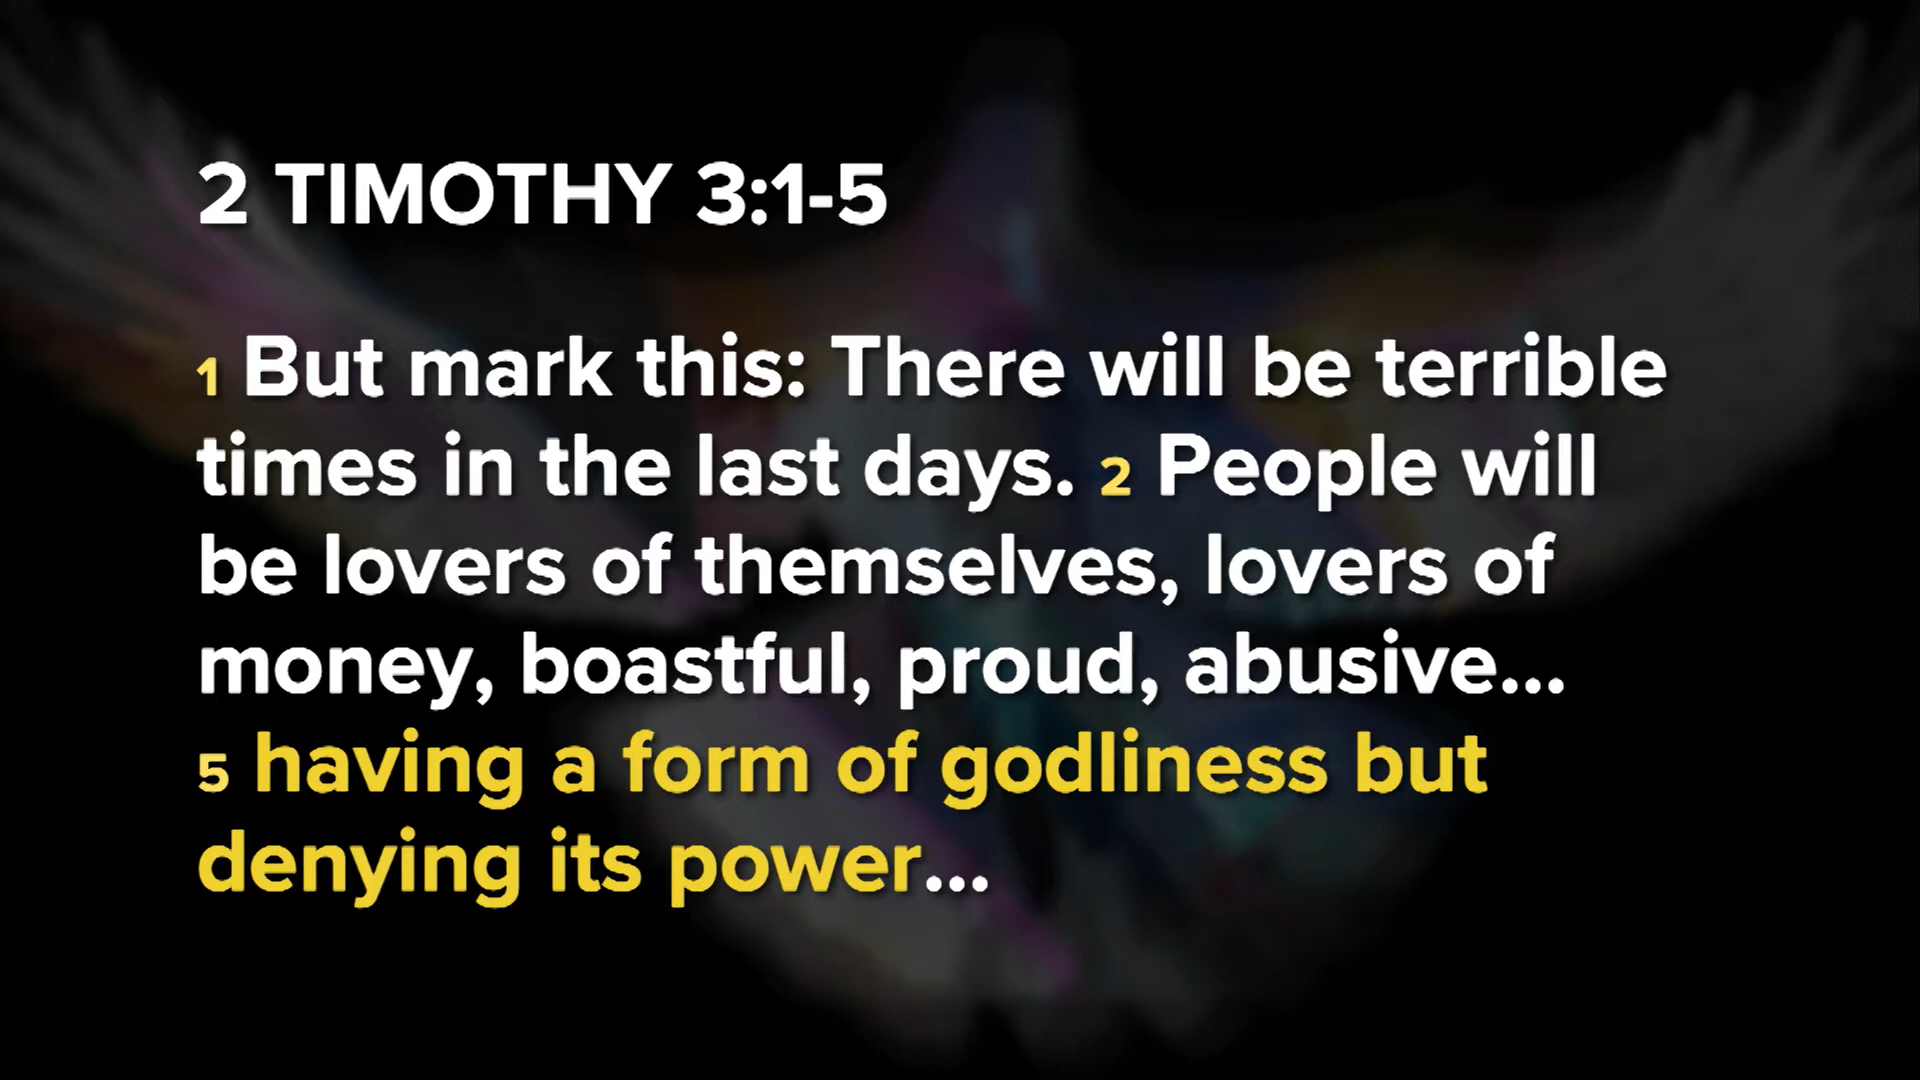 2 TIMOTHY 3:1-5
1 But mark this: There will be terrible
times in the last days. 2 People will
be lovers of themselves, lovers of
money, boastful, proud, abusive...
5 having a form of godliness but
denying its power...